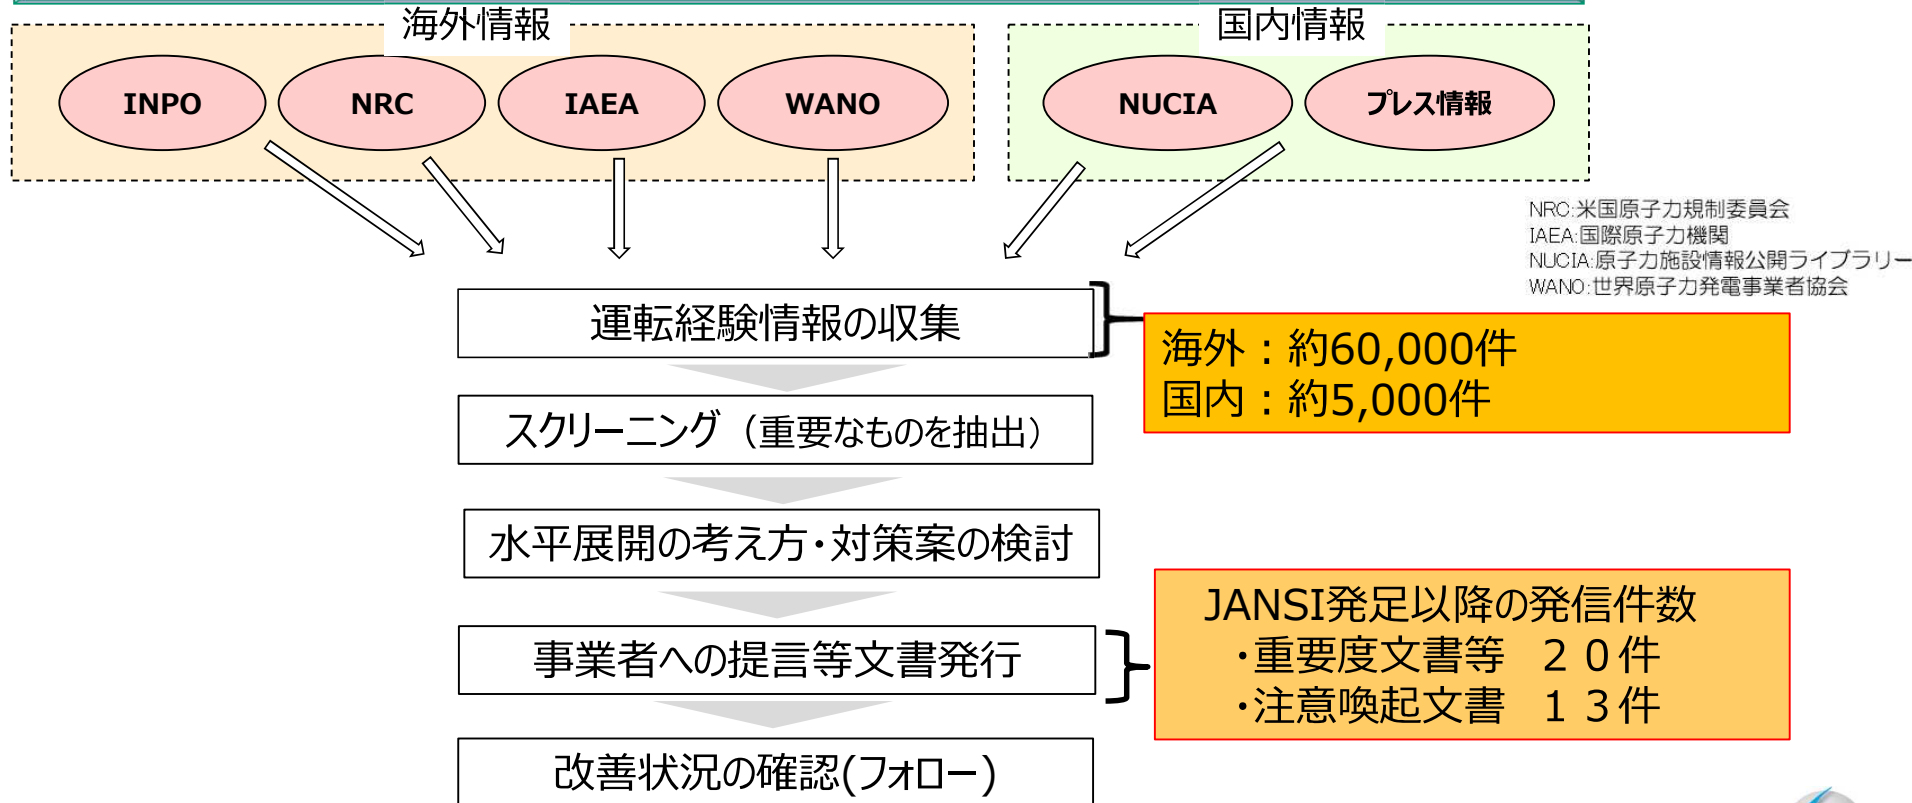 海外情報
国内情報
INPO
NRC
IAEA
WANO
NUCIA
プレス情報
NRC:米国原子力規制委員会
IAEA:国際原子力機関
NUCIA:原子力施設情報公開ライブラリー
WANO:世界原子力発電事業者協会
運転経験情報の収集
海外：約60,000件
国内：約5,000件
スクリーニング（重要なものを抽出）
水平展開の考え方・対策案の検討
事業者への提言等文書発行
JANSI発足以降の発信件数
・重要度文書等　２０件
・注意喚起文書　１３件
改善状況の確認(フォロー)